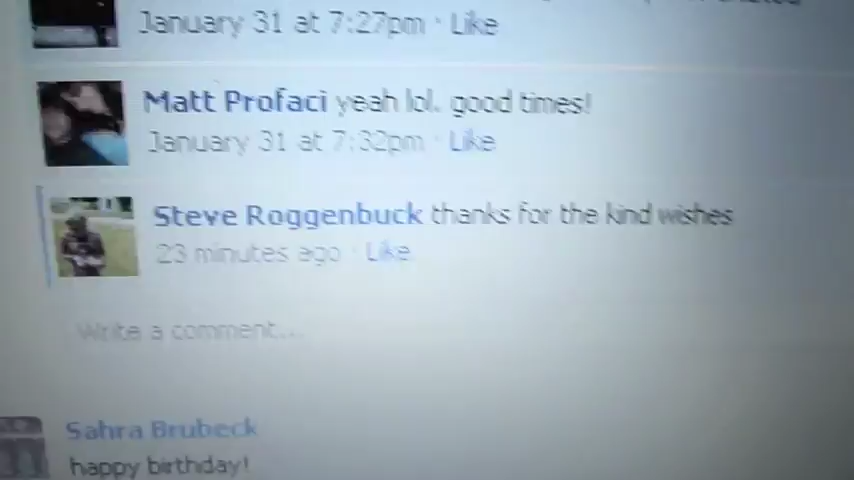 January 31 at 7:27pm · Like
Matt Profaci yeah lol. good times!
January 31 at 7:32pm · Like
Steve Roggenbuck thanks for the kind wishes
23 minutes ago · Like
Write a comment...
Sahra Brubeck
happy birthday!